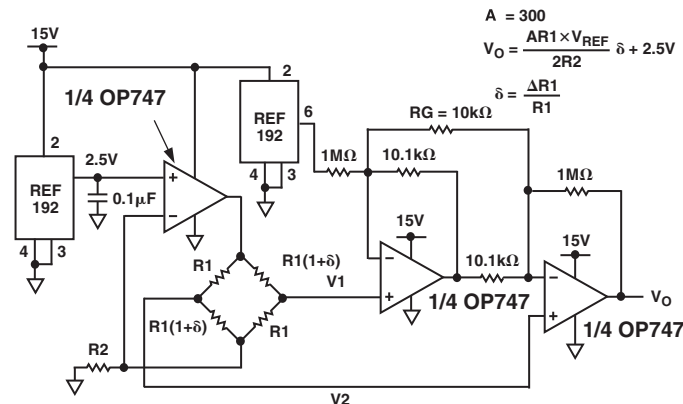 A = 300
V_O = AR1 × V_REF / 2R2 δ + 2.5V
δ = ΔR1 / R1
15V
2
1/4 OP747
REF
192
6
4
3
RG = 10kΩ
1MΩ
10.1kΩ
1MΩ
2
2.5V
REF
192
0.1μF
4
3
+
−
15V
−
+
10.1kΩ
15V
−
+
V_O
R1
R1(1+δ)
V1
1/4 OP747
1/4 OP747
R1(1+δ)
R1
R2
V2